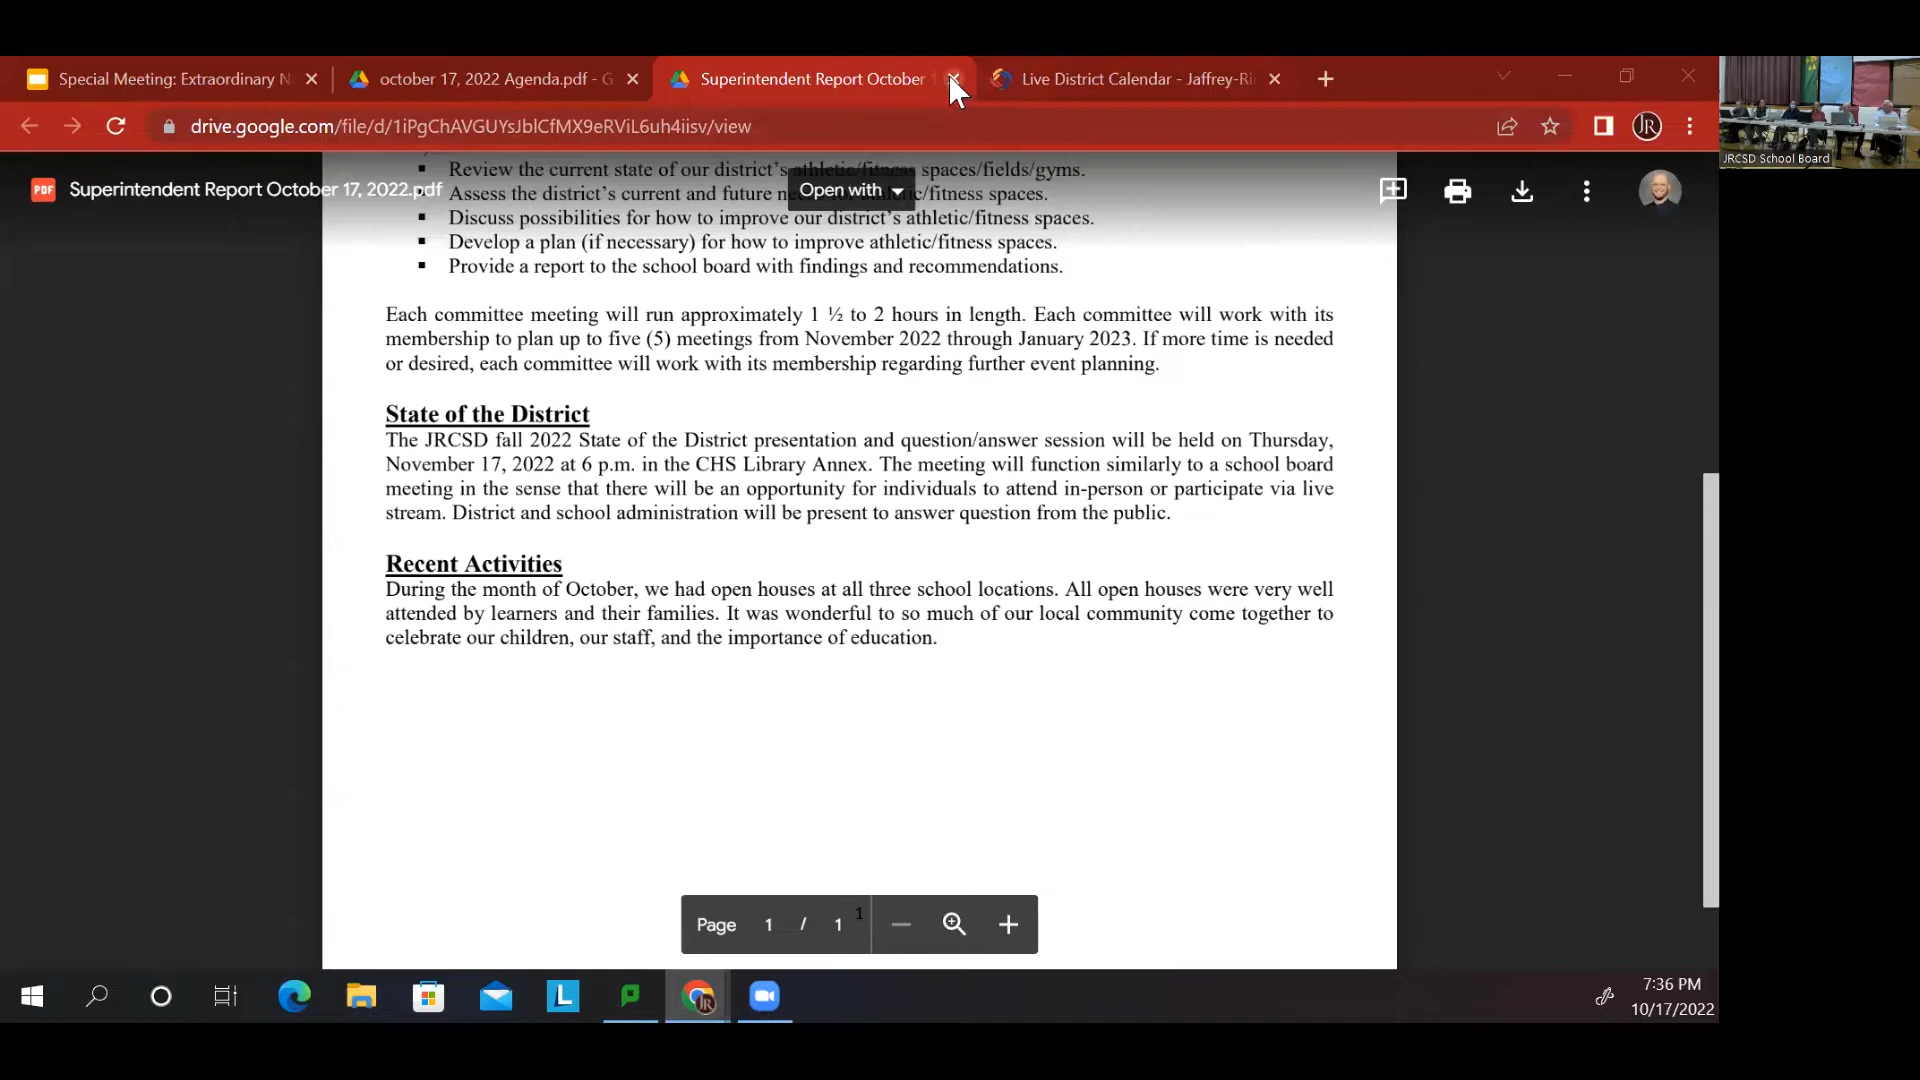 Special Meeting: Extraordinary N
october 17, 2022 Agenda.pdf - G
Superintendent Report October 1
Live District Calendar - Jaffrey-Ri
drive.google.com/file/d/1iPgChAVGUYsJblCfMX9eRViL6uh4iisv/view
JR
JRCSD School Board
▪ Review the current state of our district's athletic/fitness spaces/fields/gyms.
PDF Superintendent Report October 17, 2022.pdf
Open with
▪ Assess the district's current and future needs for athletic/fitness spaces.
▪ Discuss possibilities for how to improve our district's athletic/fitness spaces.
▪ Develop a plan (if necessary) for how to improve athletic/fitness spaces.
▪ Provide a report to the school board with findings and recommendations.
Each committee meeting will run approximately 1 ½ to 2 hours in length. Each committee will work with its
membership to plan up to five (5) meetings from November 2022 through January 2023. If more time is needed
or desired, each committee will work with its membership regarding further event planning.
State of the District
The JRCSD fall 2022 State of the District presentation and question/answer session will be held on Thursday,
November 17, 2022 at 6 p.m. in the CHS Library Annex. The meeting will function similarly to a school board
meeting in the sense that there will be an opportunity for individuals to attend in-person or participate via live
stream. District and school administration will be present to answer question from the public.
Recent Activities
During the month of October, we had open houses at all three school locations. All open houses were very well
attended by learners and their families. It was wonderful to so much of our local community come together to
celebrate our children, our staff, and the importance of education.
1
Page 1 / 1
L
JR
7:36 PM
10/17/2022